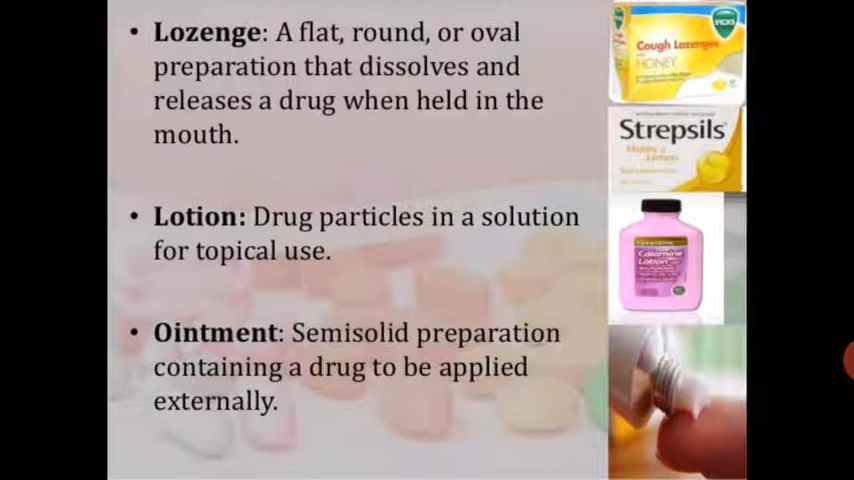 • Lozenge: A flat, round, or oval
preparation that dissolves and
releases a drug when held in the
mouth.
• Lotion: Drug particles in a solution
for topical use.
• Ointment: Semisolid preparation
containing a drug to be applied
externally.
VICKS
Cough Lozenges
HONEY
Strepsils
Honey &
Lemon
Calamine
Lotion